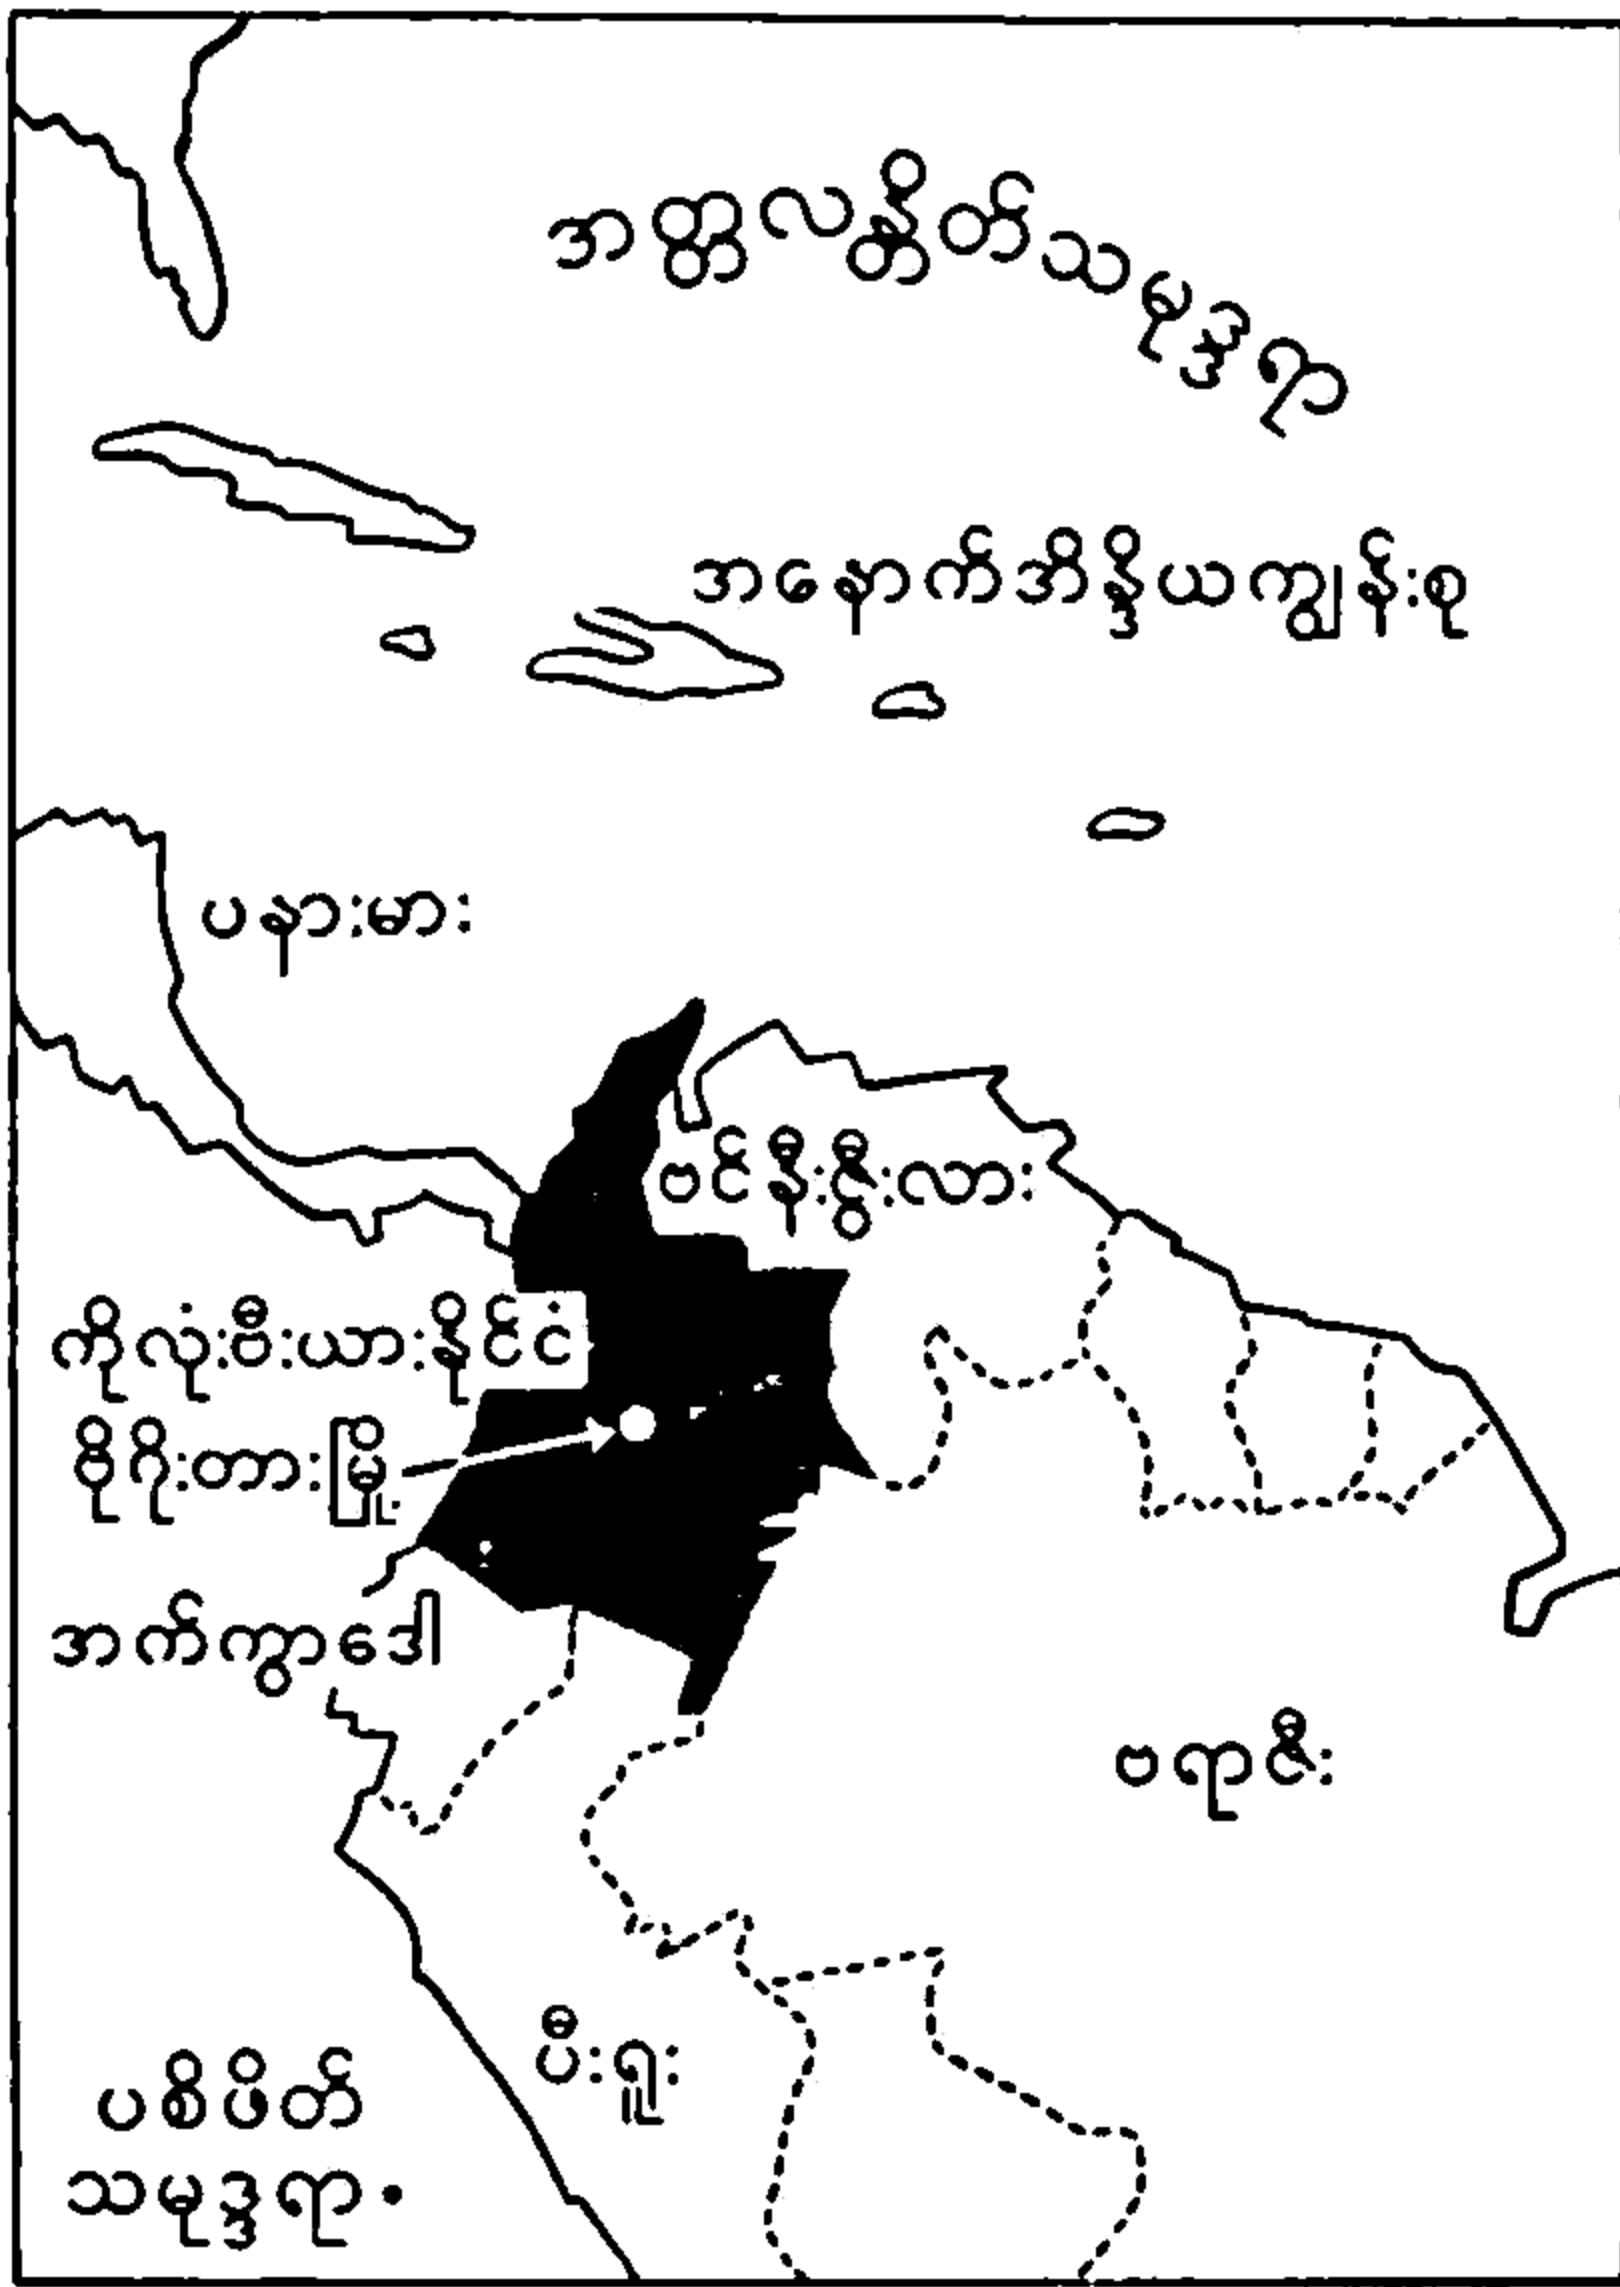 အတ္တလန္တိတ်သမုဒ္ဒရာ
အနောက်အိန္ဒိယကျွန်းစု
ပနားမား
ဗင်နီးဇွီးလား
ကိုလံုးဗီးယားနိုင်ငံ
ဗိုဂိုးတားမြို့
အက်ကွာဒေါ
ဗရာဇီး
ပီးရူး
ပစိဖိတ်
သမုဒ္ဒရာ